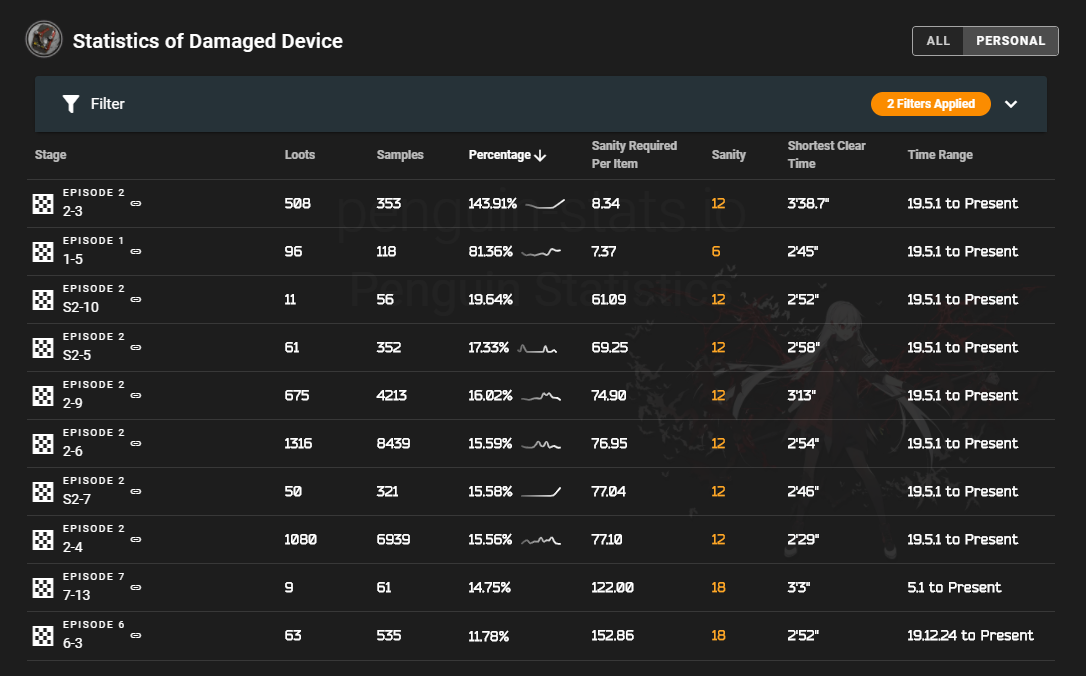 Statistics of Damaged Device
ALL PERSONAL
Filter
2 Filters Applied
Stage Loots Samples Percentage Sanity Required Per Item Sanity Shortest Clear Time Time Range
penguin-stats.io
Penguin Statistics
EPISODE 2
2-3 508 353 143.91% 8.34 12 3'38.7" 19.5.1 to Present
EPISODE 1
1-5 96 118 81.36% 7.37 6 2'45" 19.5.1 to Present
EPISODE 2
S2-10 11 56 19.64% 61.09 12 2'52" 19.5.1 to Present
EPISODE 2
S2-5 61 352 17.33% 69.25 12 2'58" 19.5.1 to Present
EPISODE 2
2-9 675 4213 16.02% 74.90 12 3'13" 19.5.1 to Present
EPISODE 2
2-6 1316 8439 15.59% 76.95 12 2'54" 19.5.1 to Present
EPISODE 2
S2-7 50 321 15.58% 77.04 12 2'46" 19.5.1 to Present
EPISODE 2
2-4 1080 6939 15.56% 77.10 12 2'29" 19.5.1 to Present
EPISODE 7
7-13 9 61 14.75% 122.00 18 3'3" 5.1 to Present
EPISODE 6
6-3 63 535 11.78% 152.86 18 2'52" 19.12.24 to Present